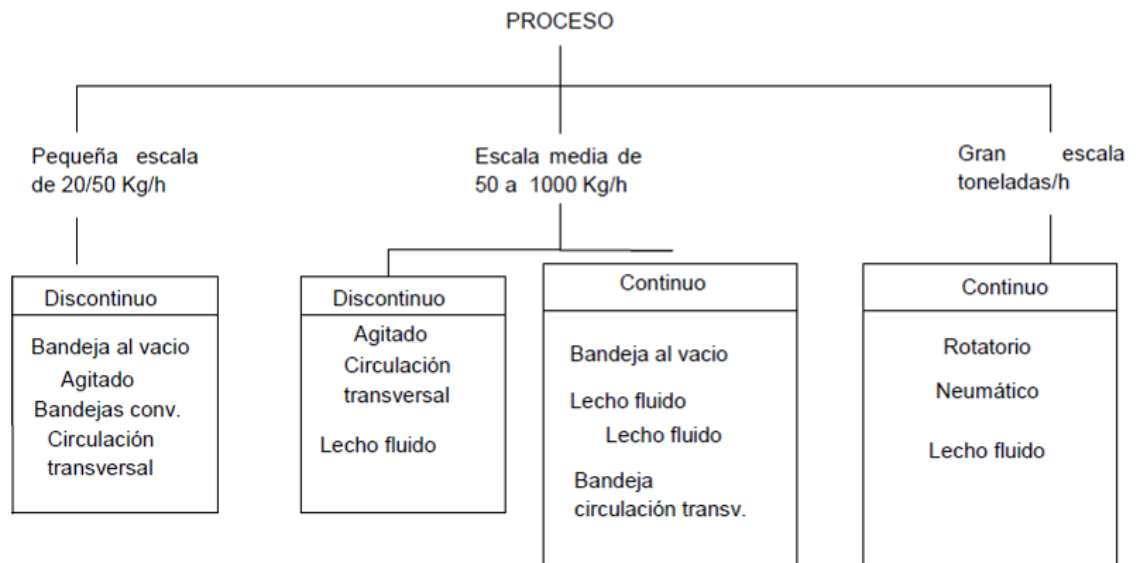 PROCESO
Pequeña escala
de 20/50 Kg/h
Escala media de
50 a 1000 Kg/h
Gran escala
toneladas/h
Discontinuo
Bandeja al vacio
Agitado
Bandejas conv.
Circulación
transversal
Discontinuo
Agitado
Circulación
transversal
Lecho fluido
Continuo
Bandeja al vacio
Lecho fluido
Lecho fluido
Bandeja
circulación transv.
Continuo
Rotatorio
Neumático
Lecho fluido